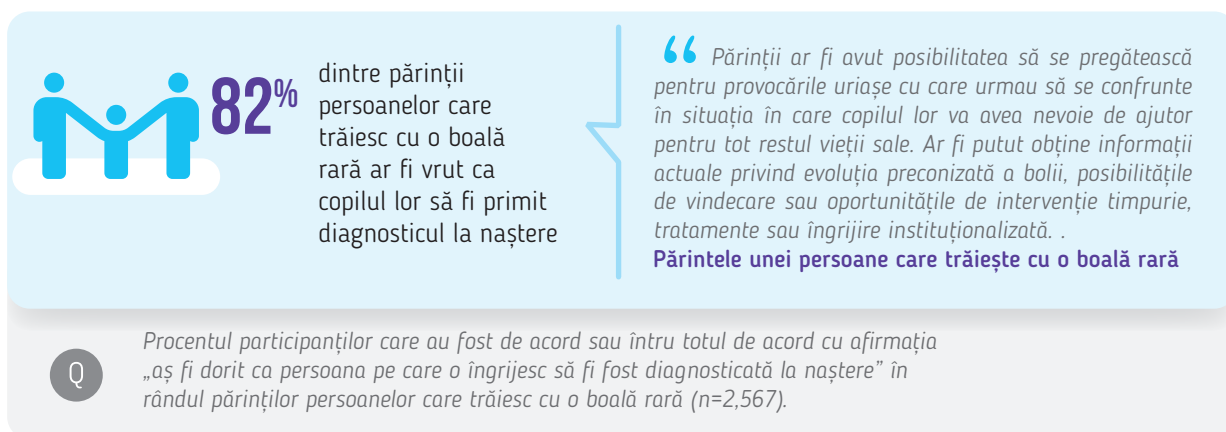 82%
dintre părinții
persoanelor care
trăiesc cu o boală
rară ar fi vrut ca
copilul lor să fi primit
diagnosticul la naștere
“ Părinții ar fi avut posibilitatea să se pregătească
pentru provocările uriașe cu care urmau să se confrunte
în situația în care copilul lor va avea nevoie de ajutor
pentru tot restul vieții sale. Ar fi putut obține informații
actuale privind evoluția preconizată a bolii, posibilitățile
de vindecare sau oportunitățile de intervenție timpurie,
tratamente sau îngrijire instituționalizată. .
Părintele unei persoane care trăiește cu o boală rară
Q
Procentul participanților care au fost de acord sau întru totul de acord cu afirmația
„aș fi dorit ca persoana pe care o îngrijesc să fi fost diagnosticată la naștere” în
rândul părinților persoanelor care trăiesc cu o boală rară (n=2,567).